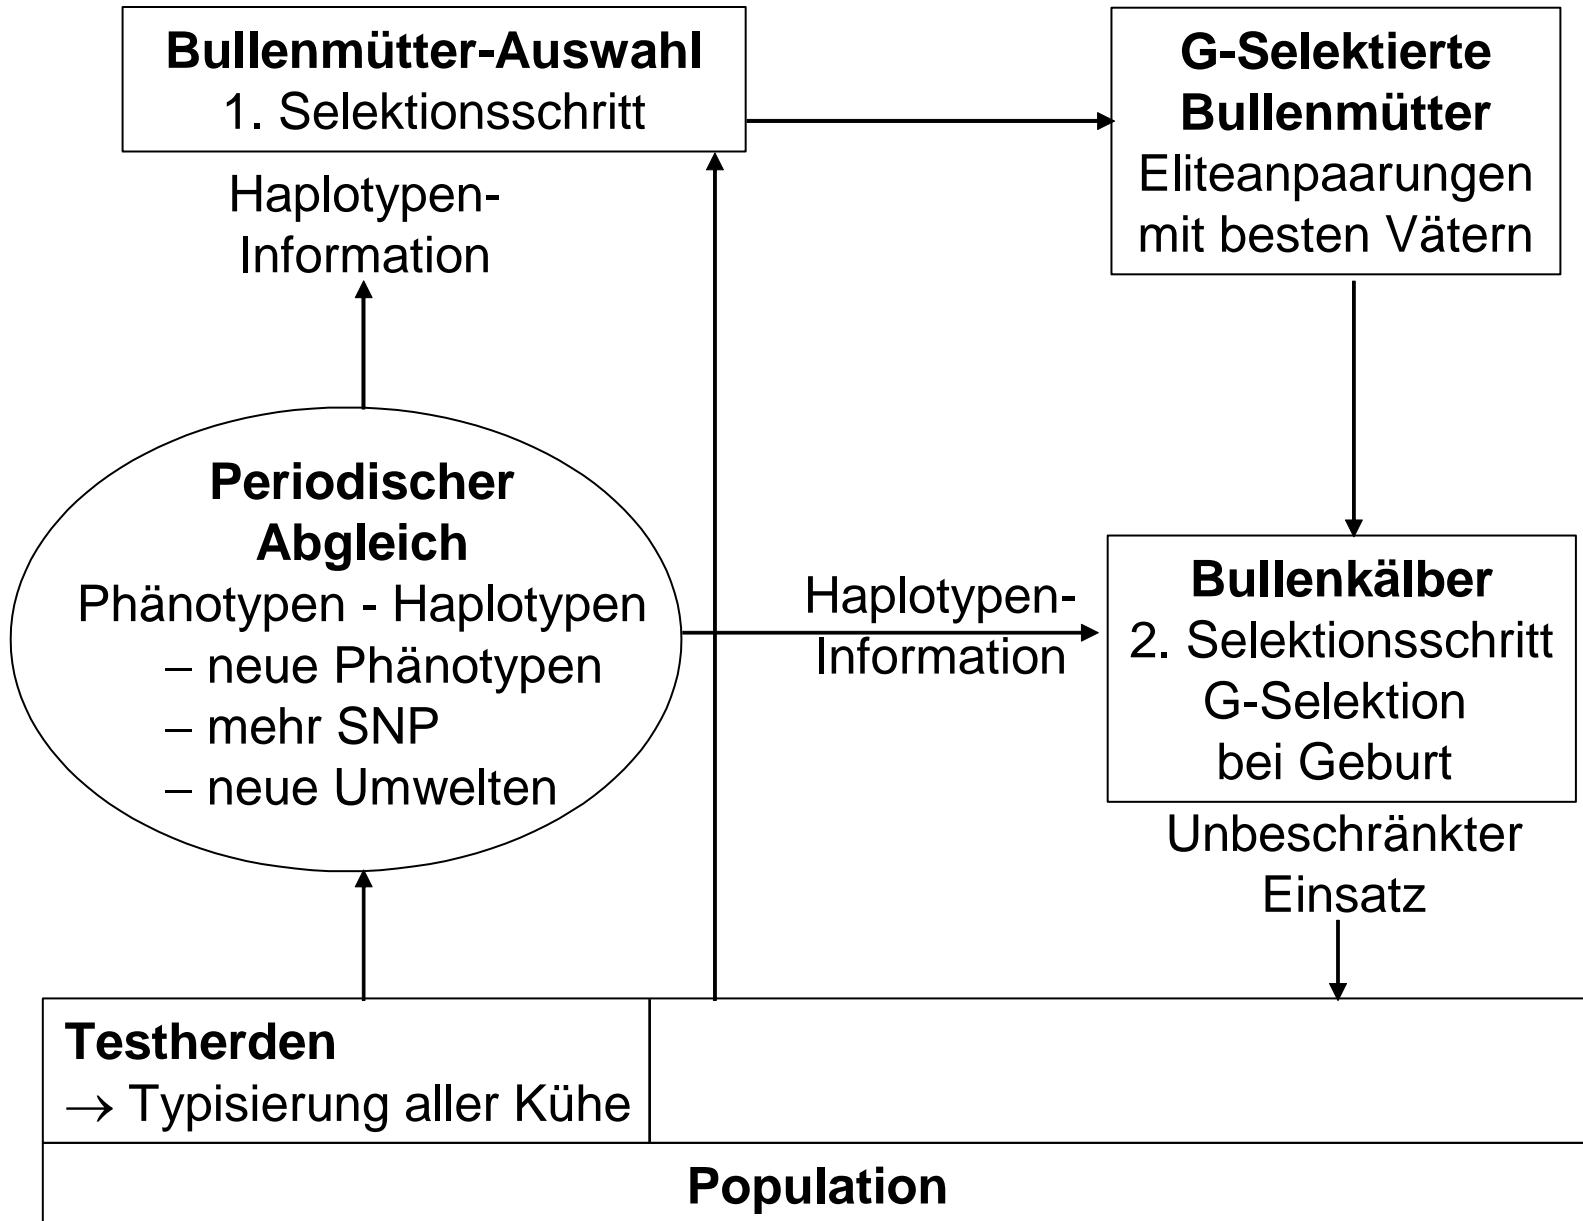 Bullenmütter-Auswahl
1. Selektionsschritt
G-Selektierte
Bullenmütter
Eliteanpaarungen
mit besten Vätern
Haplotypen-
Information
Periodischer
Abgleich
Phänotypen - Haplotypen
– neue Phänotypen
– mehr SNP
– neue Umwelten
Haplotypen-
Information
Bullenkälber
2. Selektionsschritt
G-Selektion
bei Geburt
Unbeschränkter
Einsatz
Testherden
→ Typisierung aller Kühe
Population